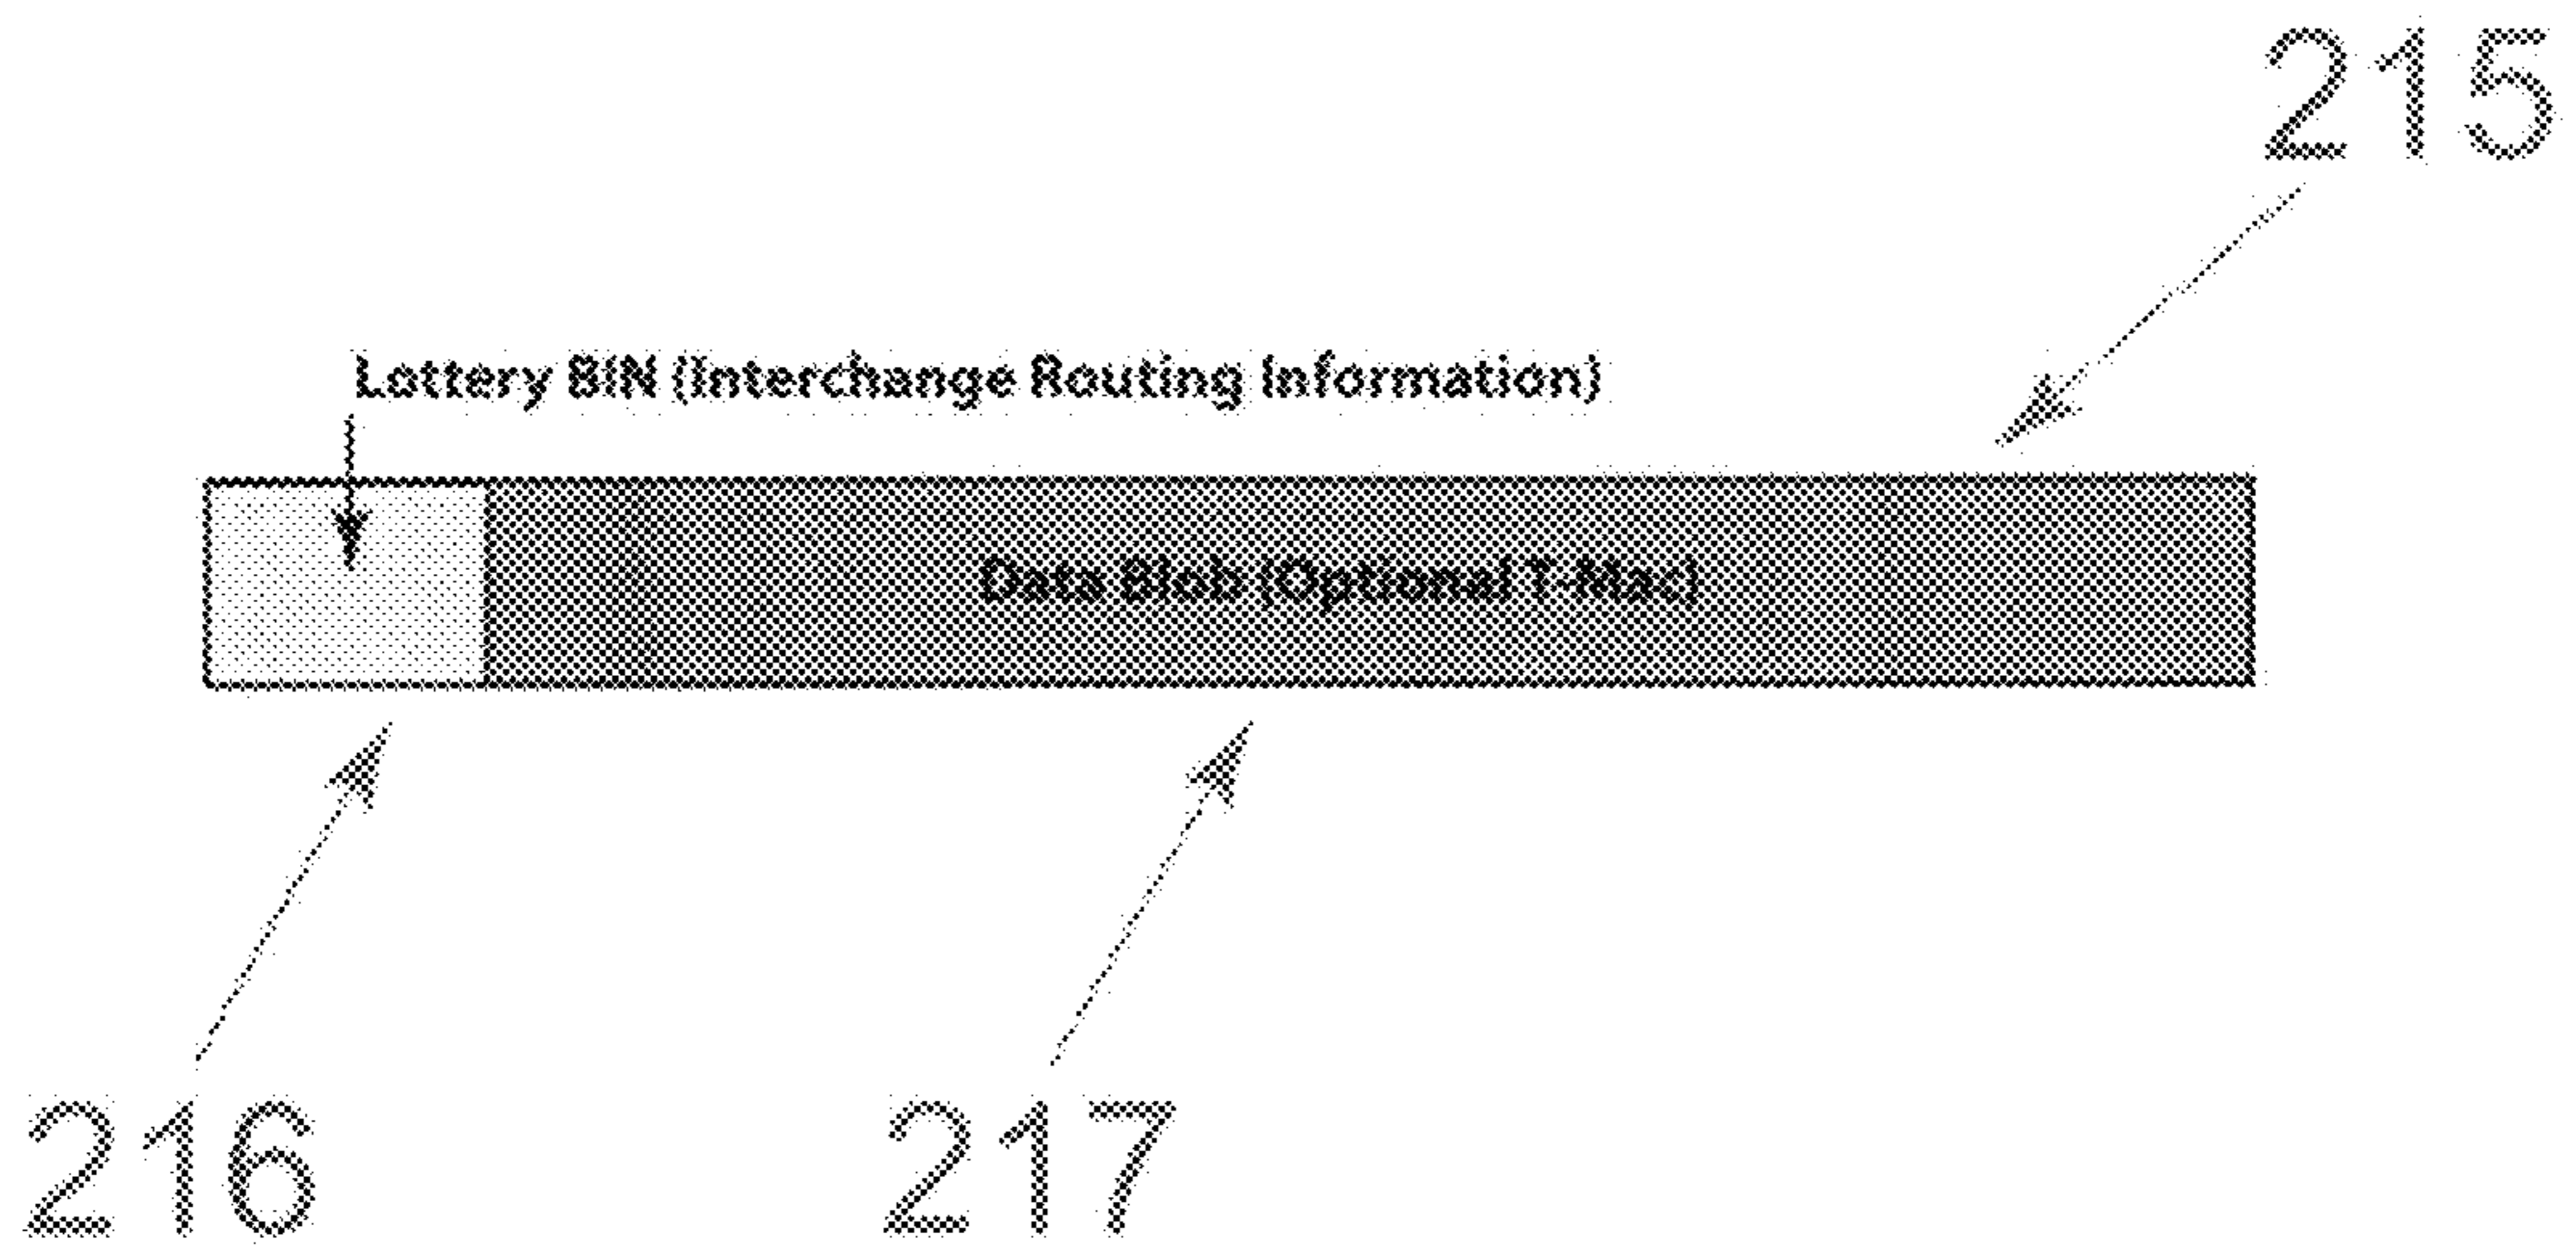 215
Lottery BIN (Interchange Routing Information)
Data Blob (Optional T-Mac)
216
217